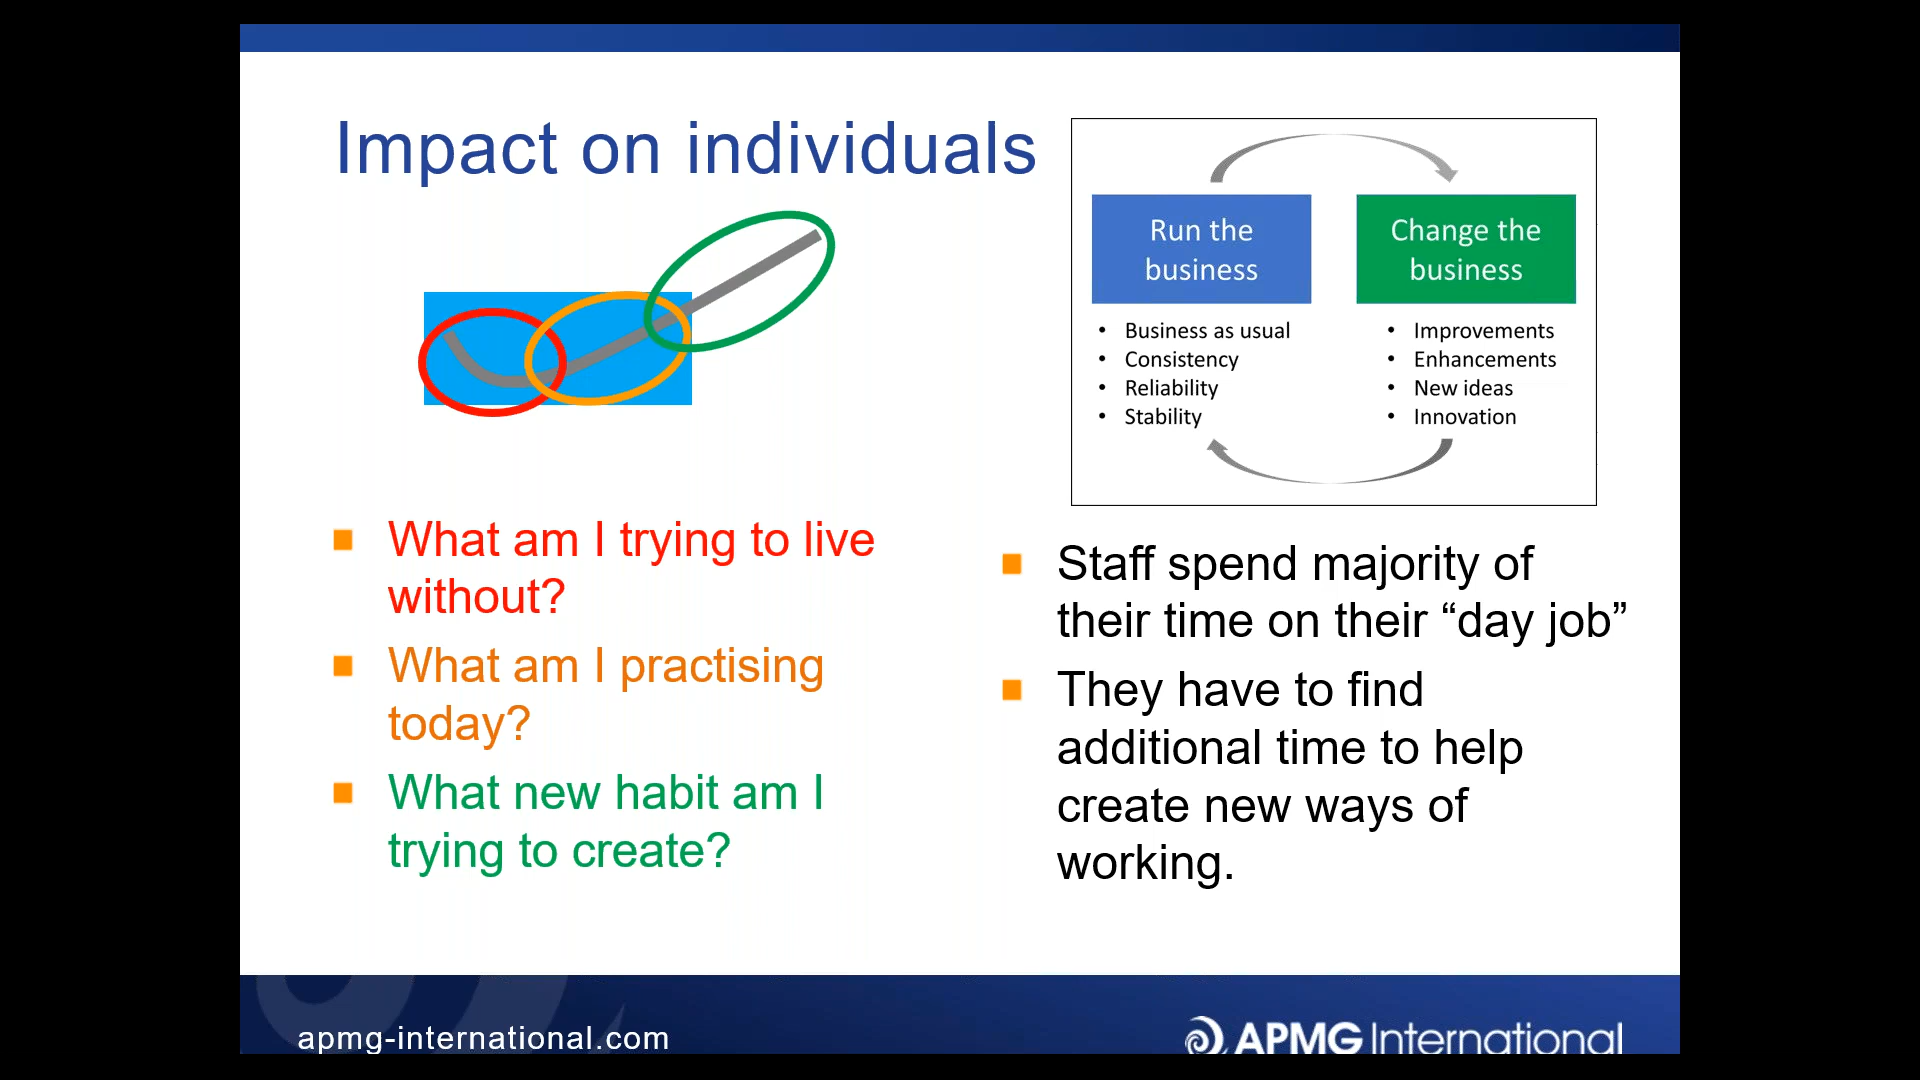 Impact on individuals
Run the
business
• Business as usual
• Consistency
• Reliability
• Stability
Change the
business
• Improvements
• Enhancements
• New ideas
• Innovation
What am I trying to live
without?
What am I practising
today?
What new habit am I
trying to create?
Staff spend majority of
their time on their “day job”
They have to find
additional time to help
create new ways of
working.
apmg-international.com
APMG International